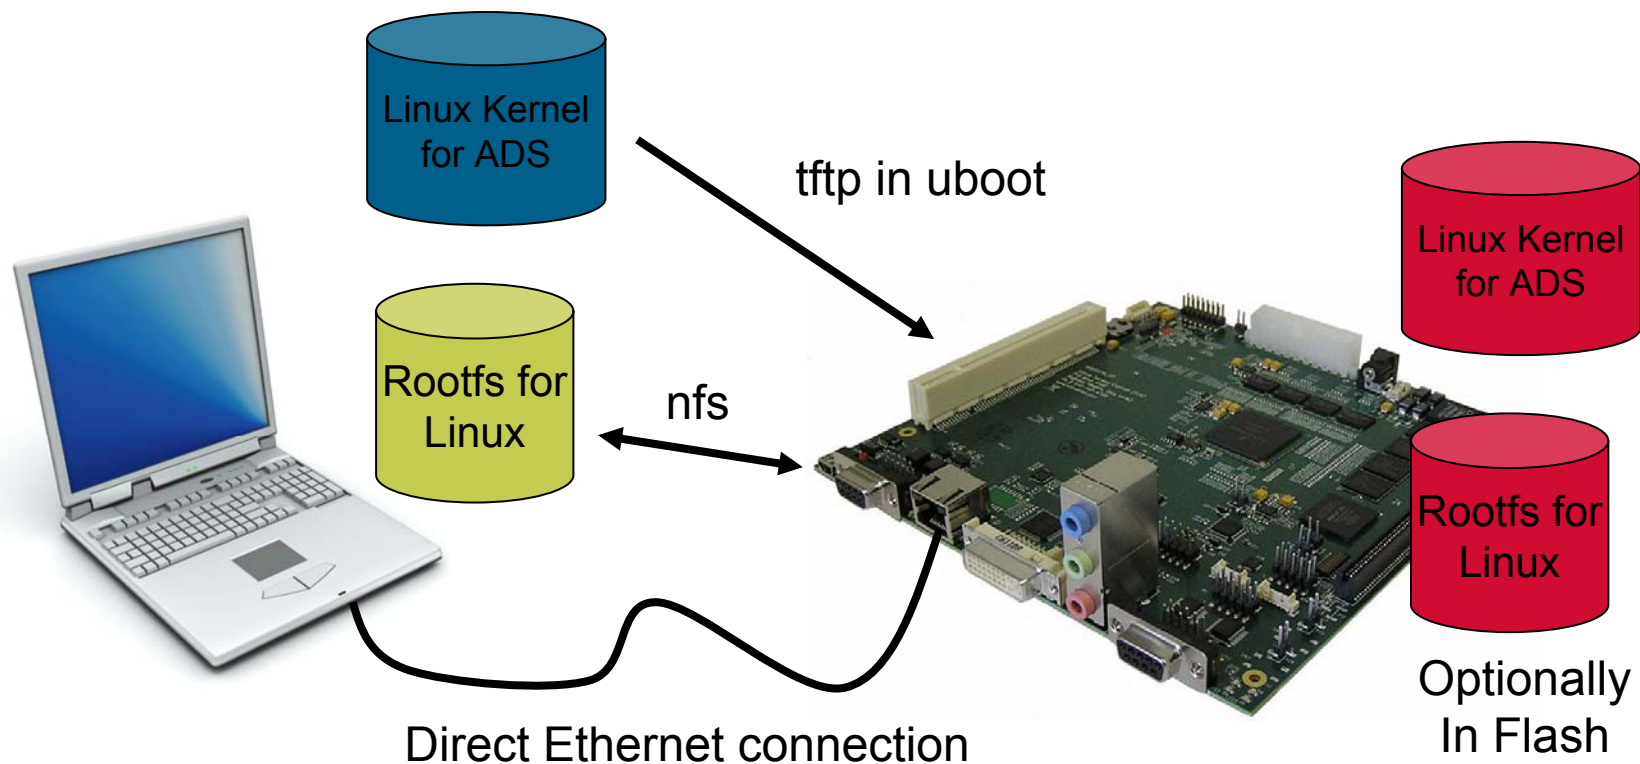 Linux Kernel
for ADS
tftp in uboot
Linux Kernel
for ADS
Rootfs for
Linux
nfs
Rootfs for
Linux
Optionally
In Flash
Direct Ethernet connection